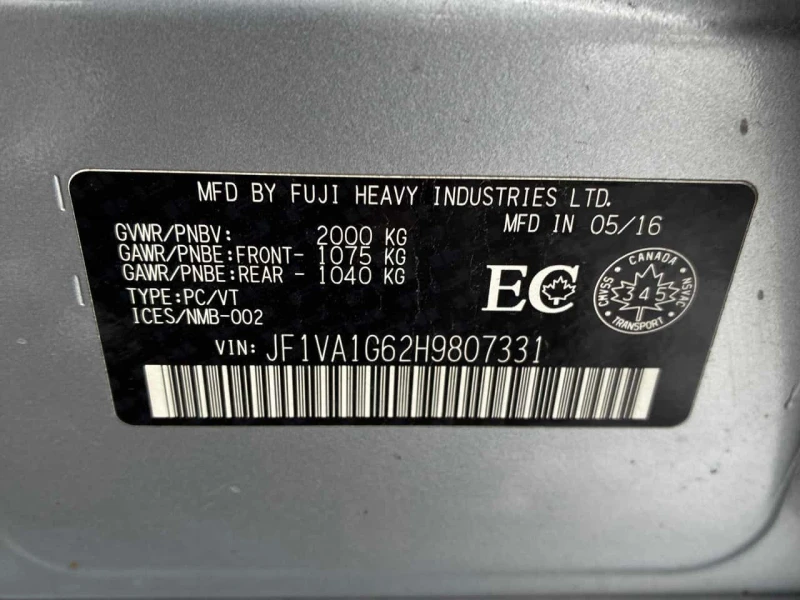 MFD BY FUJI HEAVY INDUSTRIES LTD.
MFD IN 05/16
GVWR/PNBV: 2000 KG
GAWR/PNBE:FRONT- 1075 KG
GAWR/PNBE:REAR - 1040 KG
TYPE:PC/VT
ICES/NMB-002
EC
CANADA
CMVSS 345 NSVAC
TRANSPORT
VIN: JF1VA1G62H9807331